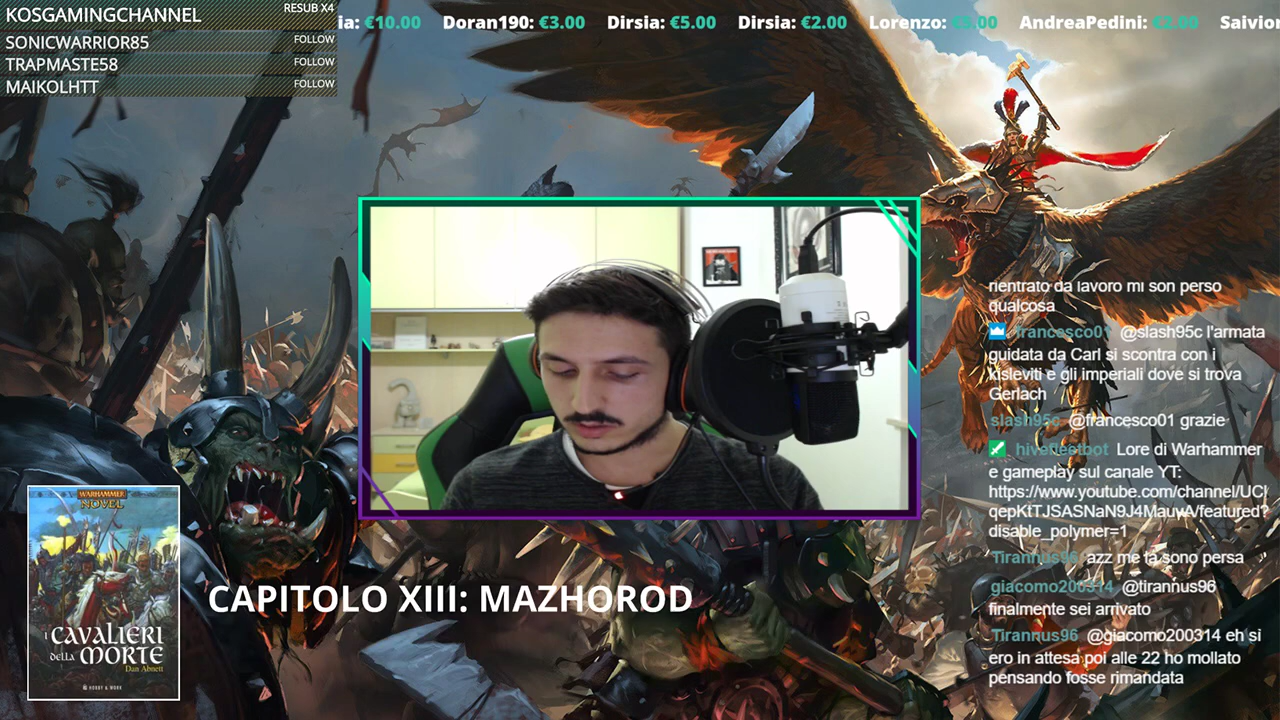 KOSGAMINGCHANNEL RESUB X4
SONICWARRIOR85 FOLLOW
TRAPMASTE58 FOLLOW
MAIKOLHTT FOLLOW
ia: €10.00 Doran190: €3.00 Dirsia: €5.00 Dirsia: €2.00 Lorenzo: €3.00 AndreaPedini: €2.00 Saivior
rientrato da lavoro mi son perso
qualcosa
francesco01 @slash95c l'armata
guidata da Carl si scontra con i
kisleviti e gli imperiali dove si trova
Gerlach
slash95c @francesco01 grazie
hivefleetbot Lore di Warhammer
e gameplay sul canale YT:
https://www.youtube.com/channel/UCl
qepKtTJSASNaN9J4MauwA/featured?
disable_polymer=1
Tirannus96 azz me la sono persa
giacomo200314 @tirannus96
finalmente sei arrivato
Tirannus96 @giacomo200314 eh si
ero in attesa poi alle 22 ho mollato
pensando fosse rimandata
WARHAMMER
NOVEL
I CAVALIERI
DELLA MORTE
Dan Abnett
HOBBY & WORK
CAPITOLO XIII: MAZHOROD